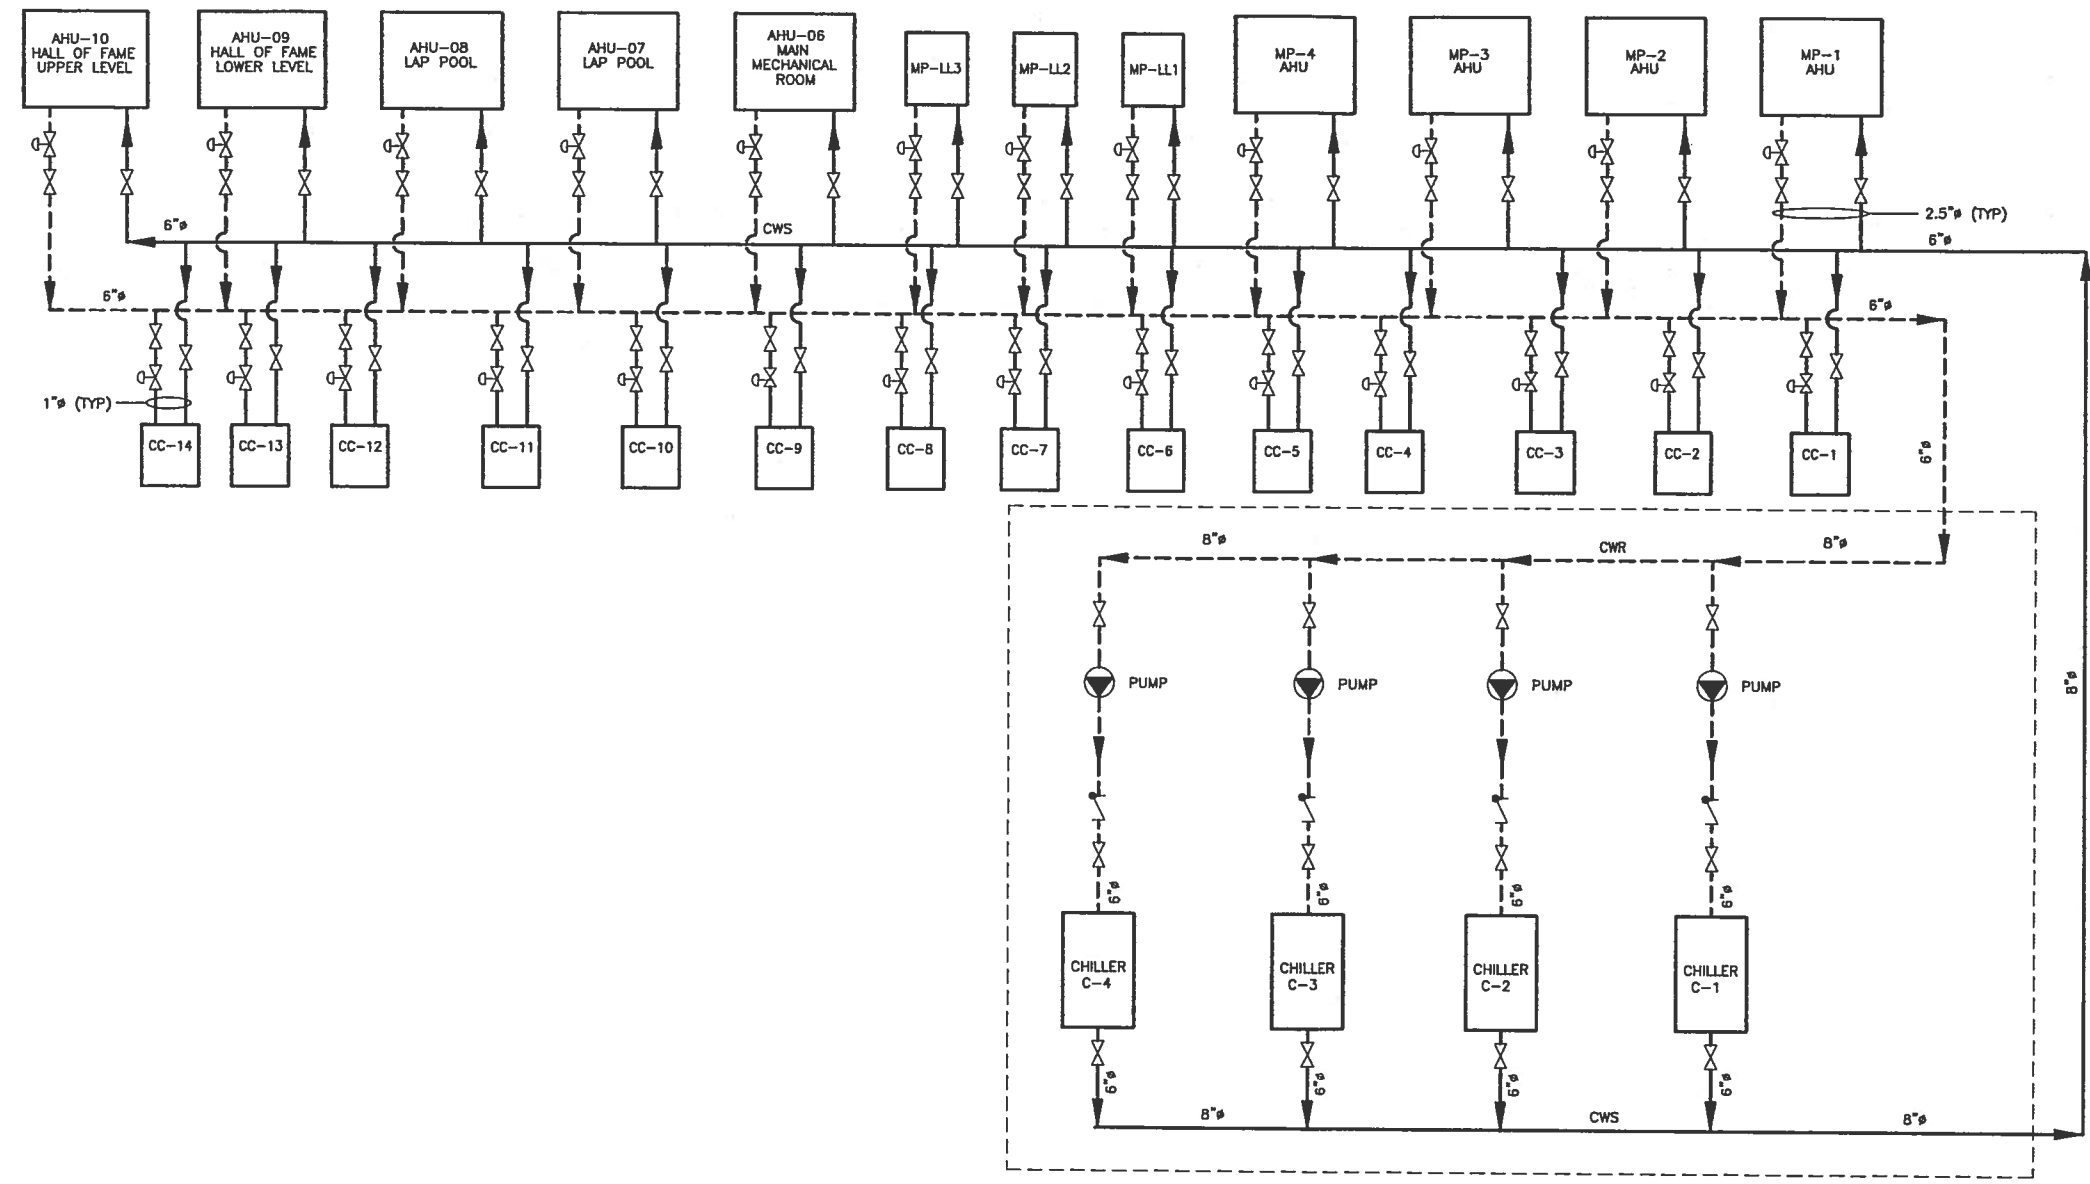 AHU-10
HALL OF FAME
UPPER LEVEL
AHU-09
HALL OF FAME
LOWER LEVEL
AHU-08
LAP POOL
AHU-07
LAP POOL
AHU-06
MAIN
MECHANICAL
ROOM
MP-LL3
MP-LL2
MP-LL1
MP-4
AHU
MP-3
AHU
MP-2
AHU
MP-1
AHU
2.5"ø (TYP)
6"ø
CWS
6"ø
6"ø
6"ø
1"ø (TYP)
CC-14
CC-13
CC-12
CC-11
CC-10
CC-9
CC-8
CC-7
CC-6
CC-5
CC-4
CC-3
CC-2
CC-1
6"ø
8"ø
CWR
8"ø
PUMP
PUMP
PUMP
PUMP
8"ø
6"ø
6"ø
6"ø
6"ø
CHILLER
C-4
CHILLER
C-3
CHILLER
C-2
CHILLER
C-1
6"ø
6"ø
6"ø
6"ø
8"ø
CWS
8"ø